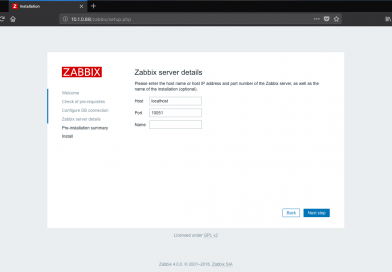 Installation
10.1.0.68/zabbix/setup.php
ZABBIX
Zabbix server details
Please enter the host name or host IP address and port number of the Zabbix server, as well as the
name of the installation (optional).
Welcome
Check of pre-requisites
Configure DB connection
Zabbix server details
Pre-installation summary
Install
Host localhost
Port 10051
Name
Back Next step
Licensed under GPL v2
Zabbix 4.0.0. © 2001–2018, Zabbix SIA